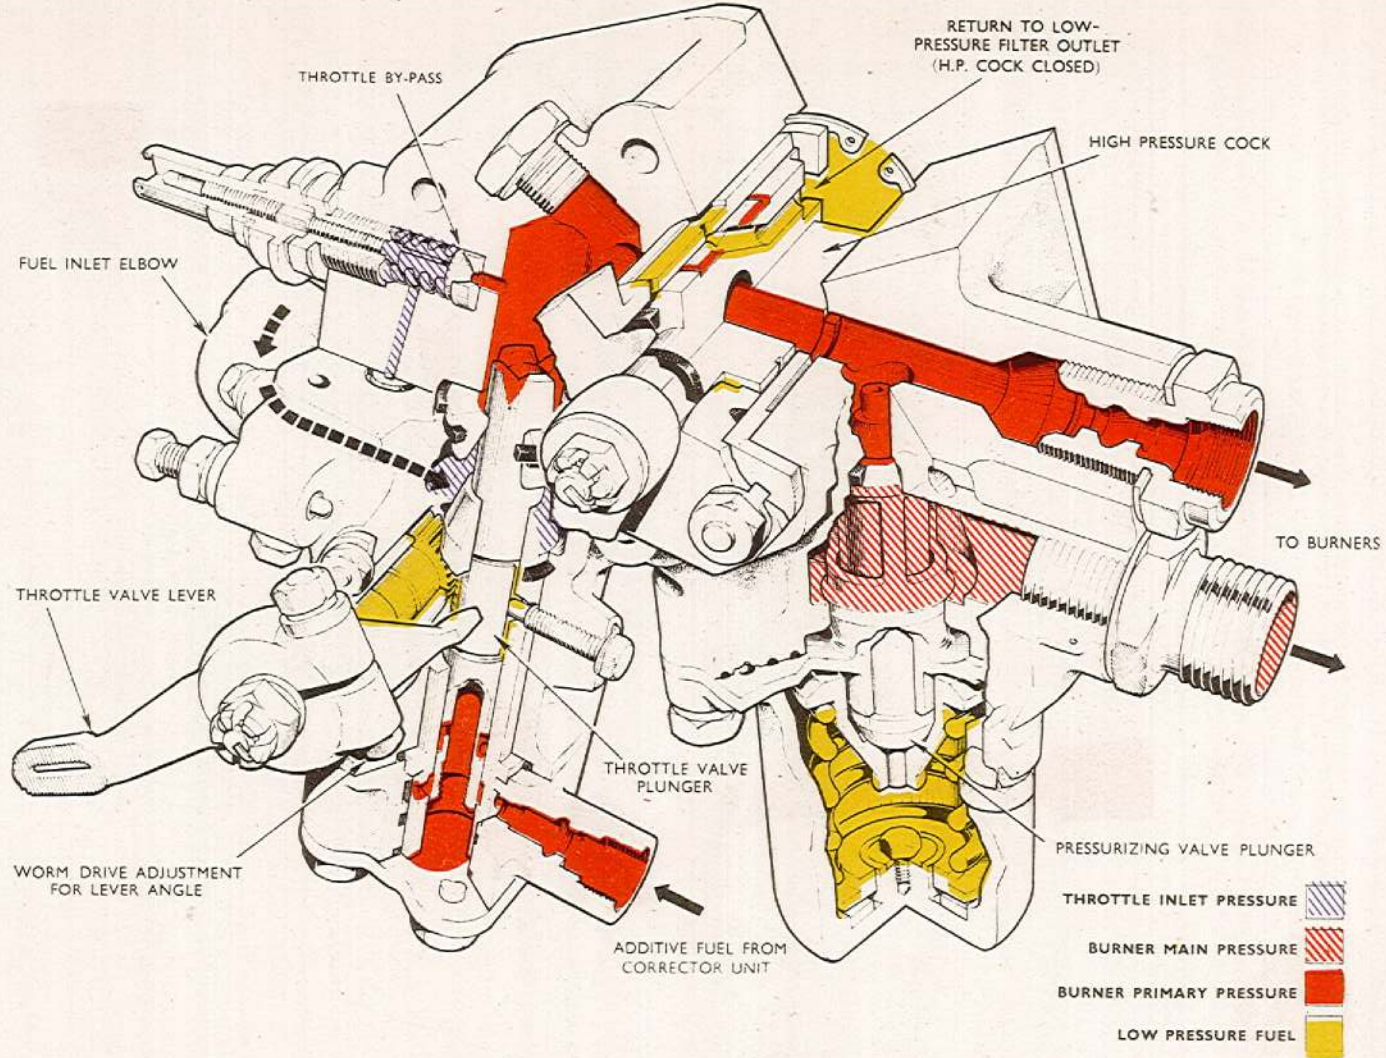 RETURN TO LOW-
PRESSURE FILTER OUTLET
(H.P. COCK CLOSED)
THROTTLE BY-PASS
HIGH PRESSURE COCK
FUEL INLET ELBOW
TO BURNERS
THROTTLE VALVE LEVER
THROTTLE VALVE
PLUNGER
PRESSURIZING VALVE PLUNGER
WORM DRIVE ADJUSTMENT
FOR LEVER ANGLE
ADDITIVE FUEL FROM
CORRECTOR UNIT
THROTTLE INLET PRESSURE
BURNER MAIN PRESSURE
BURNER PRIMARY PRESSURE
LOW PRESSURE FUEL